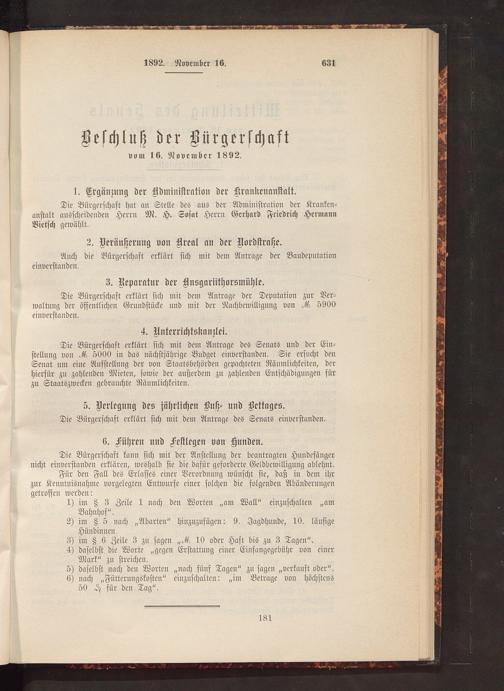 1892. November 16. 631
Beschluß der Bürgerschaft
vom 16. November 1892.
1. Ergänzung der Administration der Krankenanstalt.
Die Bürgerschaft hat an Stelle des aus der Administration der Kranken-
anstalt ausscheidenden Herrn M. H. Sosat Herrn Gerhard Friedrich Hermann
Bietsch gewählt.
2. Veräußerung von Areal an der Nordstraße.
Auch die Bürgerschaft erklärt sich mit dem Antrage der Baudeputation
einverstanden.
3. Reparatur der Ansgariithorsmühle.
Die Bürgerschaft erklärt sich mit dem Antrage der Deputation zur Ver-
waltung der öffentlichen Grundstücke und mit der Nachbewilligung von ℳ 5900
einverstanden.
4. Unterrichtskanzlei.
Die Bürgerschaft erklärt sich mit dem Antrage des Senats und der Ein-
stellung von ℳ 5000 in das nächstjährige Budget einverstanden. Sie ersucht den
Senat um eine Aufstellung der von Staatsbehörden gepachteten Räumlichkeiten, der
hierfür zu zahlenden Mieten, sowie der außerdem zu zahlenden Entschädigungen für
zu Staatszwecken gebrauchte Räumlichkeiten.
5. Verlegung des jährlichen Buß- und Bettages.
Die Bürgerschaft erklärt sich mit dem Antrage des Senats einverstanden.
6. Führen und Festlegen von Hunden.
Die Bürgerschaft kann sich mit der Anstellung der beantragten Hundefänger
nicht einverstanden erklären, weshalb sie die dafür geforderte Geldbewilligung ablehnt.
Für den Fall des Erlasses einer Verordnung wünscht sie, daß in dem ihr
zur Kenntnisnahme vorgelegten Entwurfe einer solchen die folgenden Abänderungen
getroffen werden:
1) im § 3 Zeile 1 nach den Worten „am Wall“ einzuschalten „am
Bahnhof“.
2) im § 5 nach „Abarten“ hinzuzufügen: 9. Jagdhunde, 10. läufige
Hündinnen.
3) im § 6 Zeile 3 zu sagen „ℳ 10 oder Haft bis zu 3 Tagen“.
4) daselbst die Worte „gegen Erstattung einer Einfangegebühr von einer
Mark“ zu streichen.
5) daselbst nach den Worten „nach fünf Tagen“ zu sagen „verkauft oder“.
6) nach „Fütterungskosten“ einzuschalten: „im Betrage von höchstens
50 ₰ für den Tag“.
181